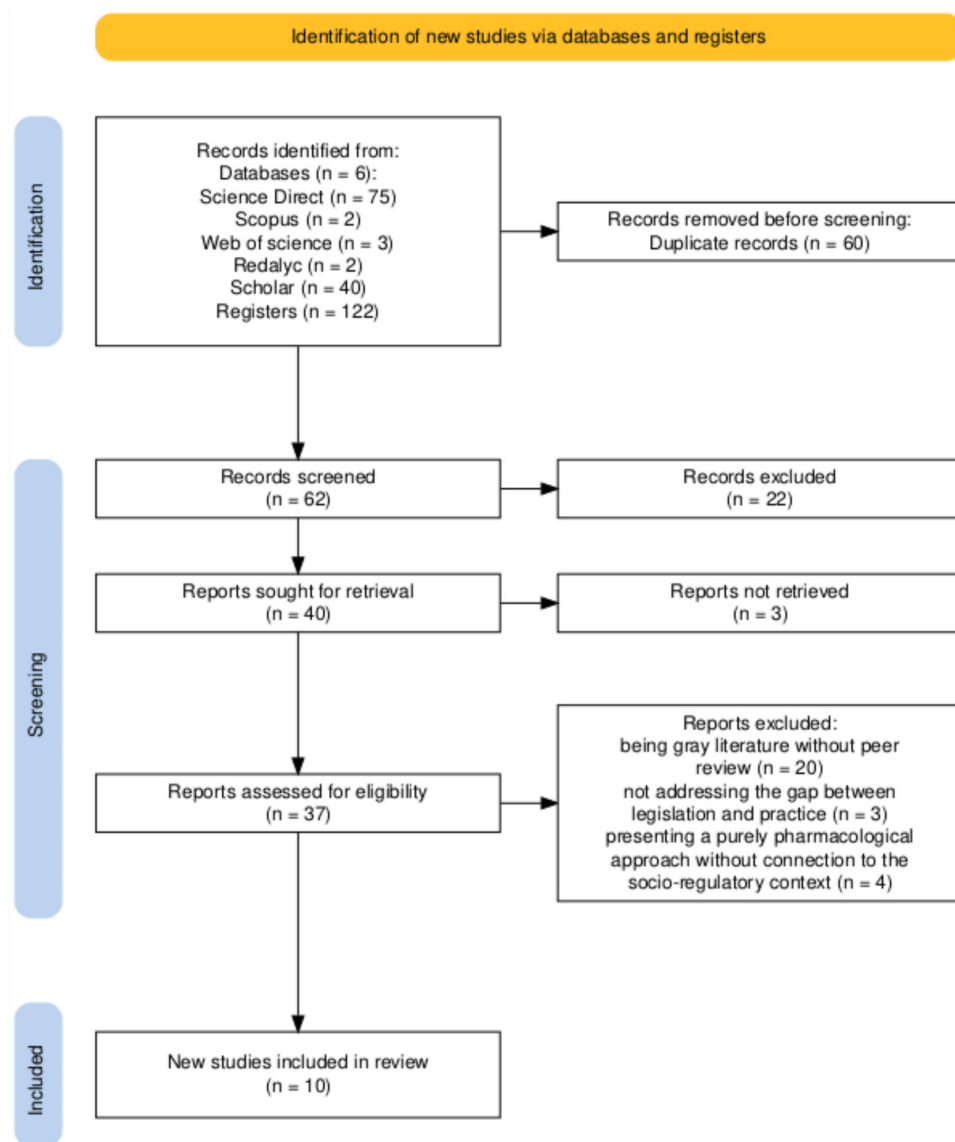 Identification of new studies via databases and registers
Identification
Records identified from:
Databases (n = 6):
Science Direct (n = 75)
Scopus (n = 2)
Web of science (n = 3)
Redalyc (n = 2)
Scholar (n = 40)
Registers (n = 122)
Records removed before screening:
Duplicate records (n = 60)
Screening
Records screened
(n = 62)
Records excluded
(n = 22)
Reports sought for retrieval
(n = 40)
Reports not retrieved
(n = 3)
Reports assessed for eligibility
(n = 37)
Reports excluded:
being gray literature without peer
review (n = 20)
not addressing the gap between
legislation and practice (n = 3)
presenting a purely pharmacological
approach without connection to the
socio-regulatory context (n = 4)
Included
New studies included in review
(n = 10)